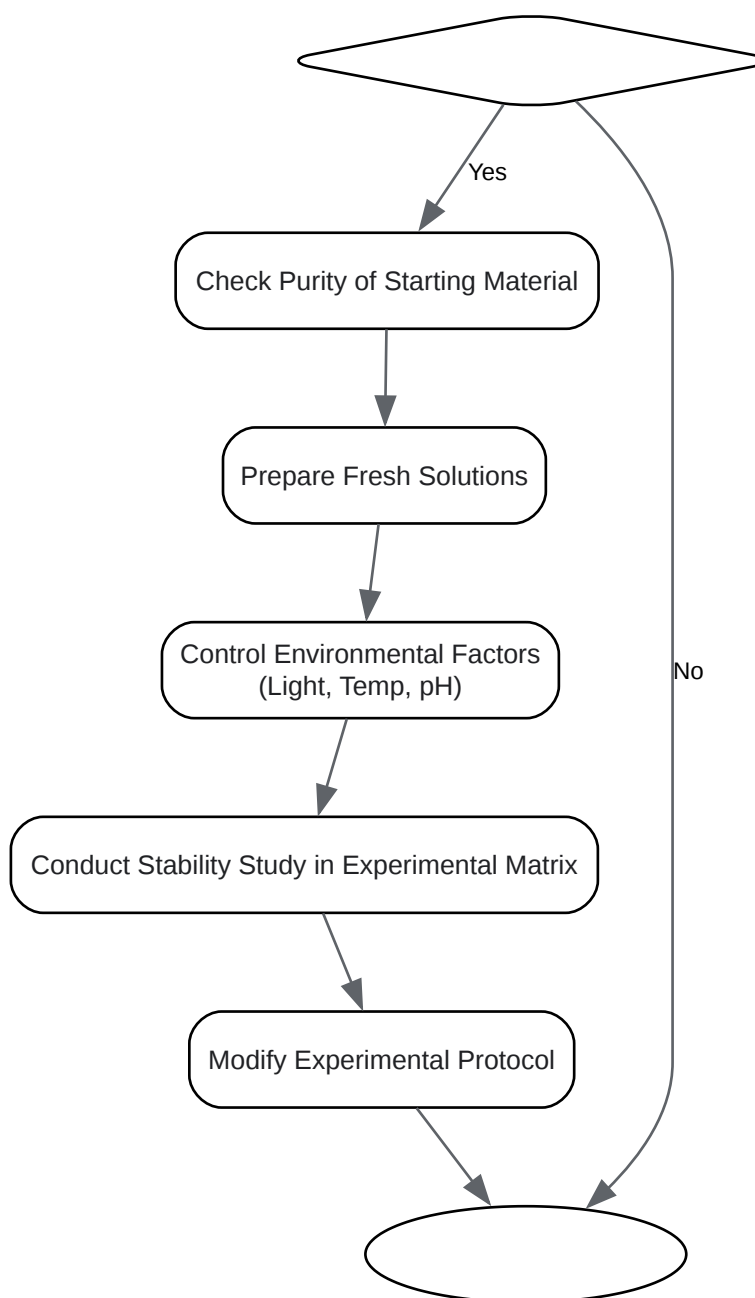 Yes
Check Purity of Starting Material
Prepare Fresh Solutions
Control Environmental Factors
(Light, Temp, pH)
No
Conduct Stability Study in Experimental Matrix
Modify Experimental Protocol